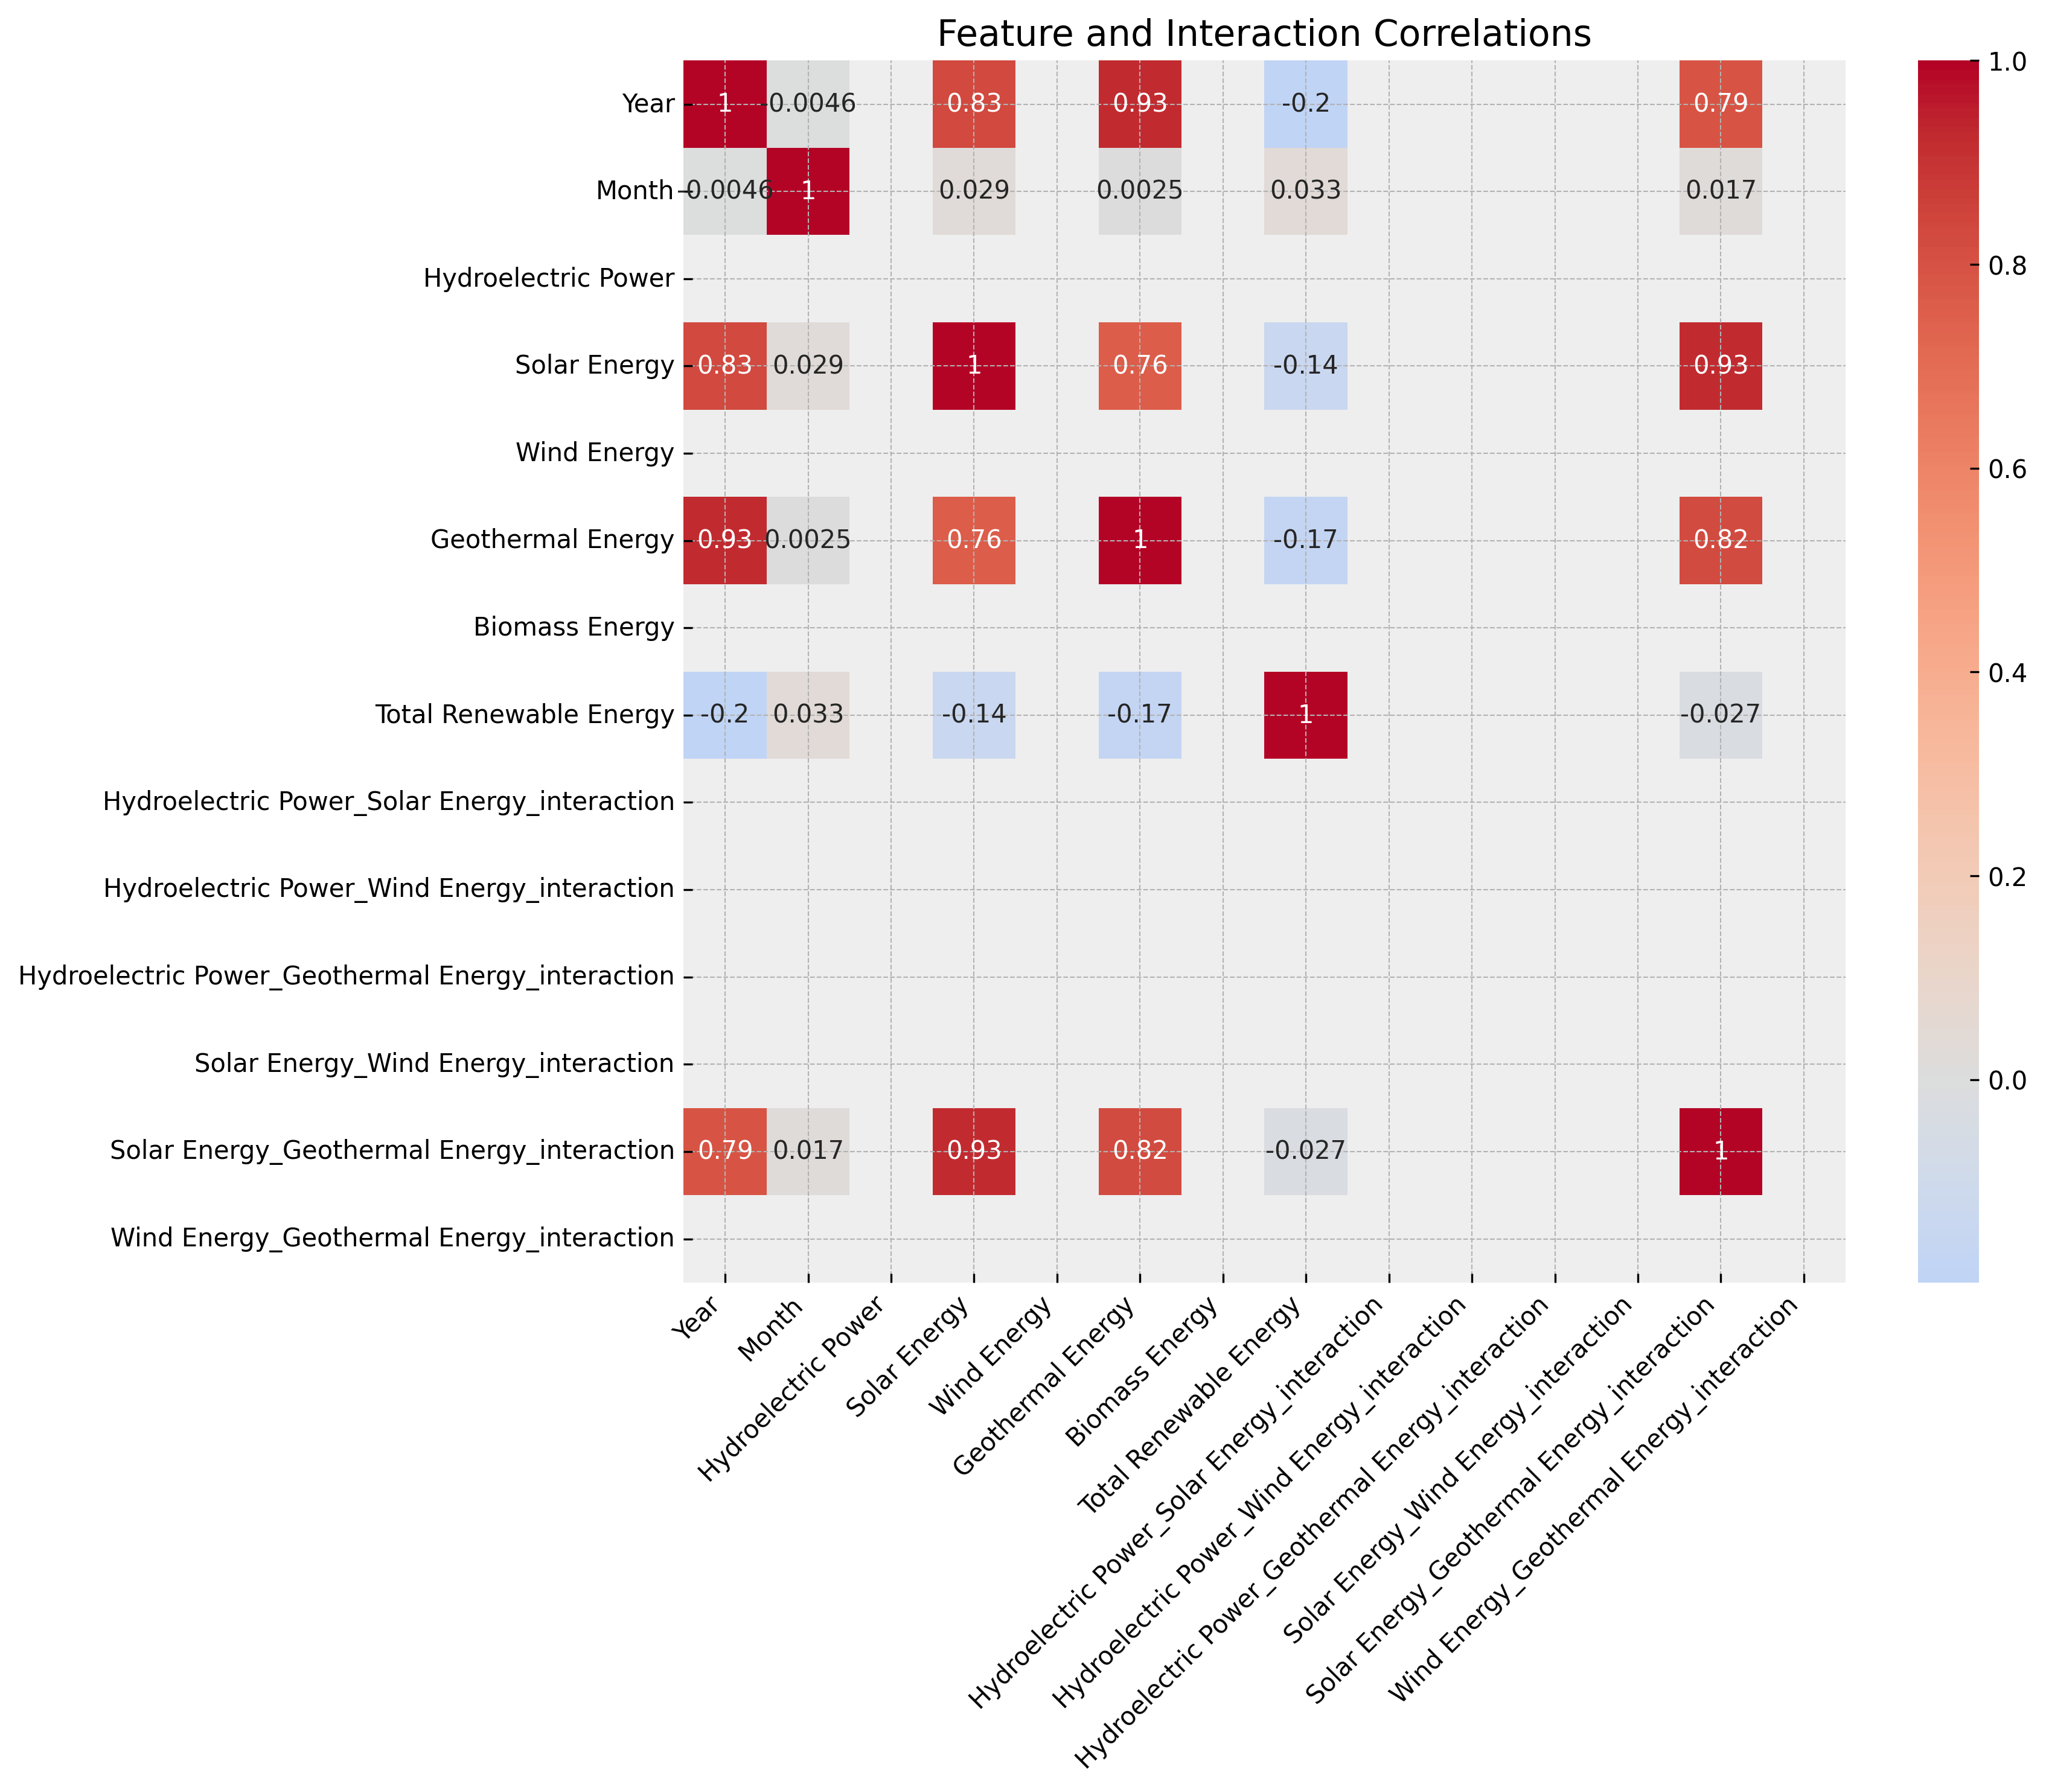 Feature and Interaction Correlations
Year
1 -0.0046 0.83 0.93 -0.2 0.79
Month
-0.0046 1 0.029 0.0025 0.033 0.017
Hydroelectric Power
Solar Energy
0.83 0.029 1 0.76 -0.14 0.93
Wind Energy
Geothermal Energy
0.93 0.0025 0.76 1 -0.17 0.82
Biomass Energy
Total Renewable Energy
-0.2 0.033 -0.14 -0.17 1 -0.027
Hydroelectric Power_Solar Energy_interaction
Hydroelectric Power_Wind Energy_interaction
Hydroelectric Power_Geothermal Energy_interaction
Solar Energy_Wind Energy_interaction
Solar Energy_Geothermal Energy_interaction
0.79 0.017 0.93 0.82 -0.027 1
Wind Energy_Geothermal Energy_interaction
Year
Month
Hydroelectric Power
Solar Energy
Wind Energy
Geothermal Energy
Biomass Energy
Total Renewable Energy
Hydroelectric Power_Solar Energy_interaction
Hydroelectric Power_Wind Energy_interaction
Hydroelectric Power_Geothermal Energy_interaction
Solar Energy_Wind Energy_interaction
Solar Energy_Geothermal Energy_interaction
Wind Energy_Geothermal Energy_interaction
1.0
0.8
0.6
0.4
0.2
0.0